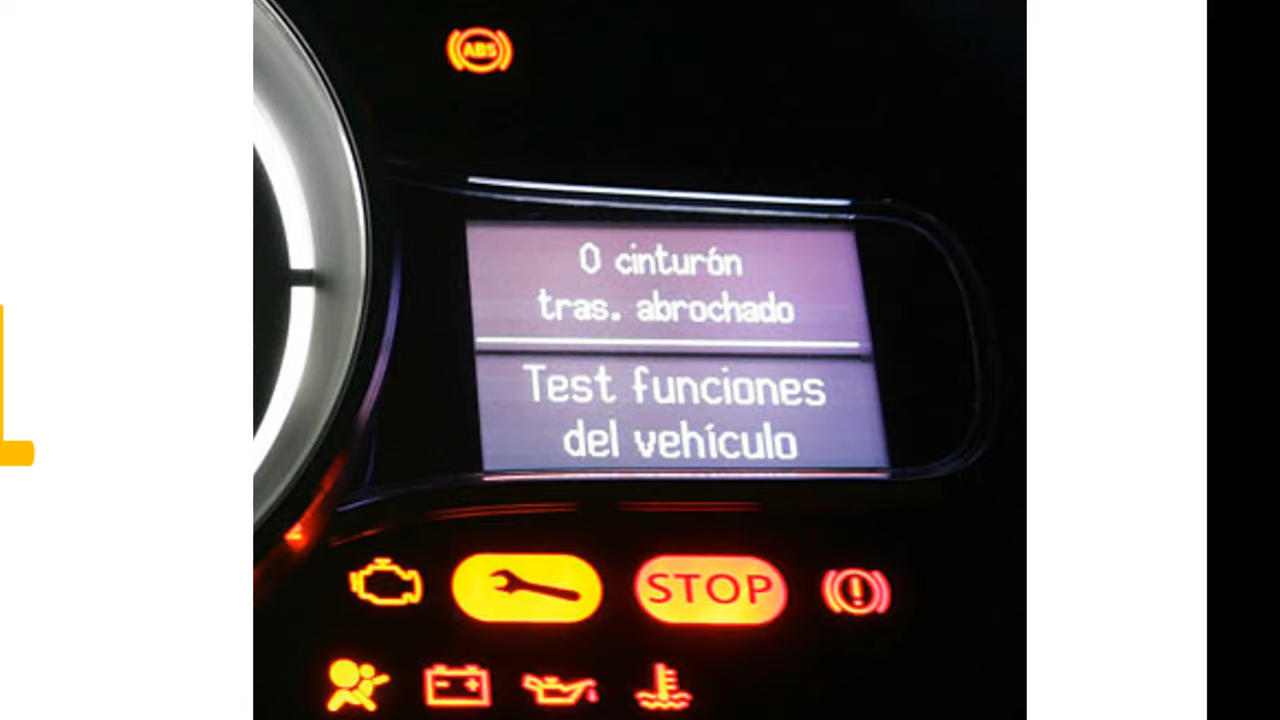 ABS
0 cinturón
tras. abrochado
Test funciones
del vehículo
STOP